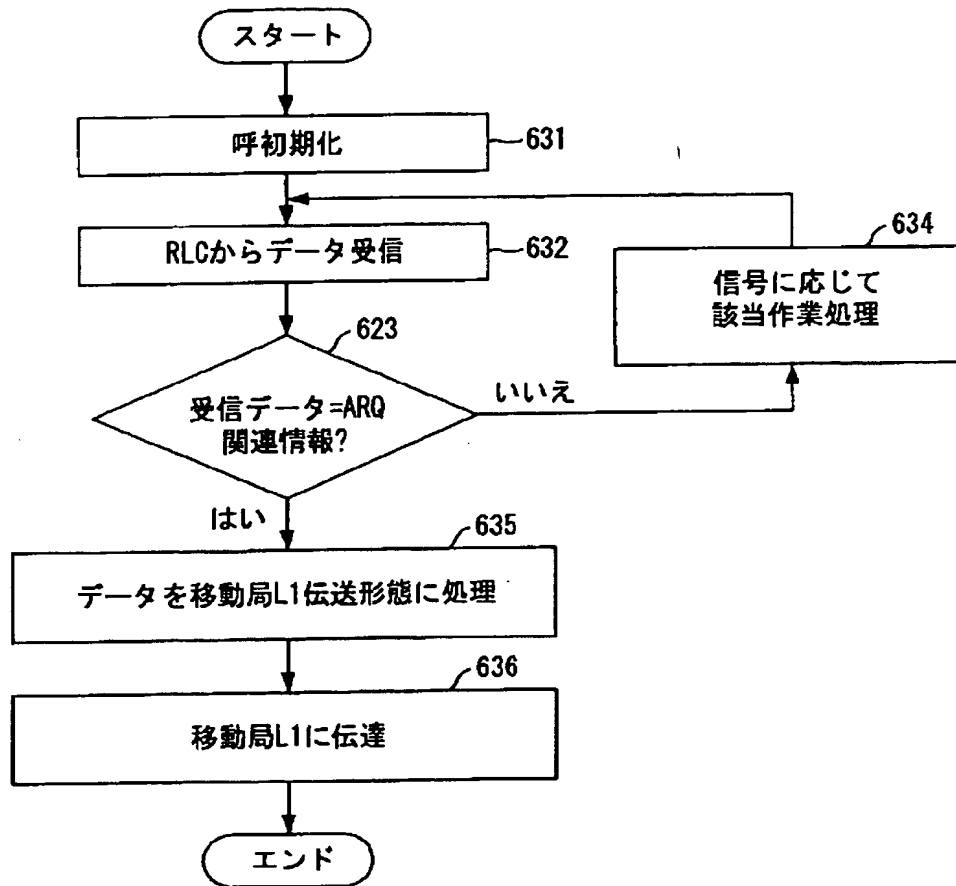 スタート
呼初期化
631
RLCからデータ受信
632
634
信号に応じて
該当作業処理
623
受信データ=ARQ
関連情報?
いいえ
はい
635
データを移動局L1伝送形態に処理
636
移動局L1に伝達
エンド